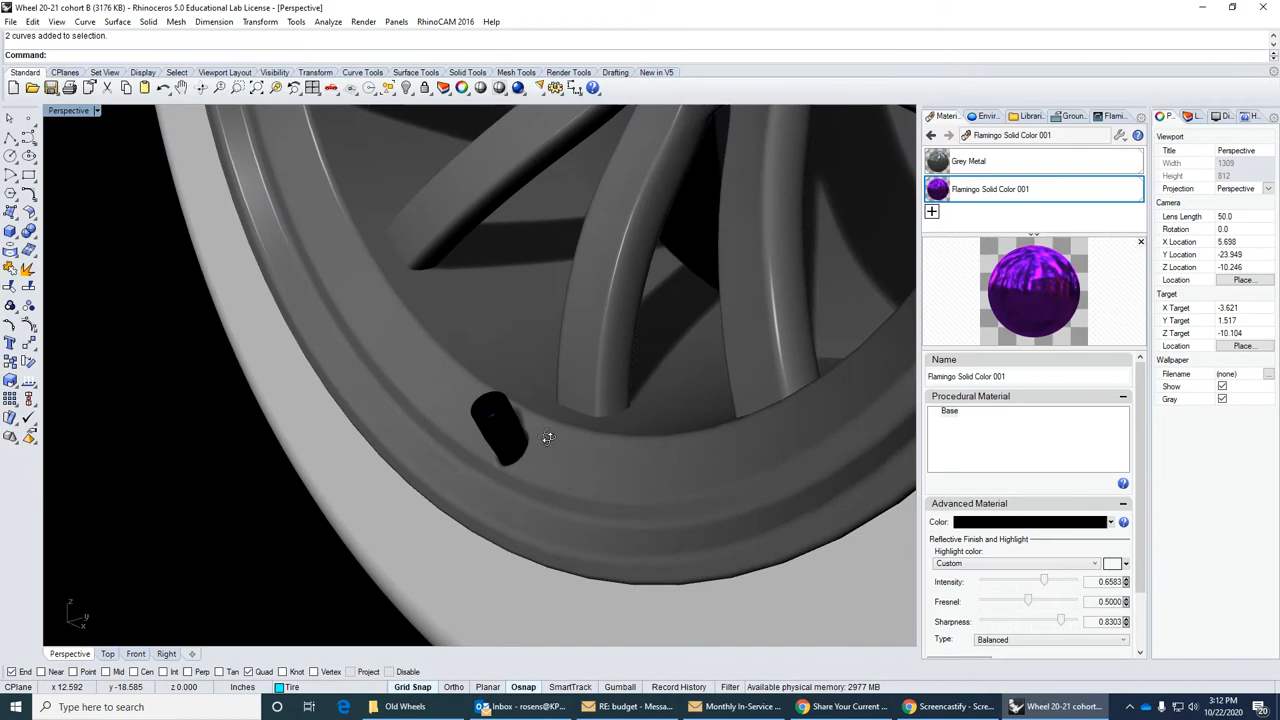 Wheel 20-21 cohort B (3176 KB) - Rhinoceros 5.0 Educational Lab License - [Perspective]
File Edit View Curve Surface Solid Mesh Dimension Transform Tools Analyze Render Panels RhinoCAM 2016 Help
2 curves added to selection.
Command:
Standard CPlanes Set View Display Select Viewport Layout Visibility Transform Curve Tools Surface Tools Solid Tools Mesh Tools Render Tools Drafting New in V5
Perspective
Materi... Envir... Librari... Groun... Flami...
Flamingo Solid Color 001
Grey Metal
Flamingo Solid Color 001
Name
Flamingo Solid Color 001
Procedural Material
Base
Advanced Material
Color:
Reflective Finish and Highlight
Highlight color:
Custom
Intensity: 0.6583
Fresnel: 0.5000
Sharpness: 0.8303
Type: Balanced
P... L... Di... H...
Viewport
Title Perspective
Width 1309
Height 812
Projection Perspective
Camera
Lens Length 50.0
Rotation 0.0
X Location 5.698
Y Location -23.949
Z Location -10.246
Location Place...
Target
X Target -3.621
Y Target 1.517
Z Target -10.104
Location Place...
Wallpaper
Filename (none) ...
Show
Gray
z
y
x
Perspective Top Front Right
End Near Point Mid Cen Int Perp Tan Quad Knot Vertex Project Disable
CPlane x 12.592 y -18.585 z 0.000 Inches Tire Grid Snap Ortho Planar Osnap SmartTrack Gumball Record History Filter Available physical memory: 2977 MB
Type here to search
Old Wheels
Inbox - rosens@KP...
RE: budget - Messa...
Monthly In-Service ...
Share Your Current ...
Screencastify - Scre...
Wheel 20-21 cohort...
3:12 PM
10/22/2020